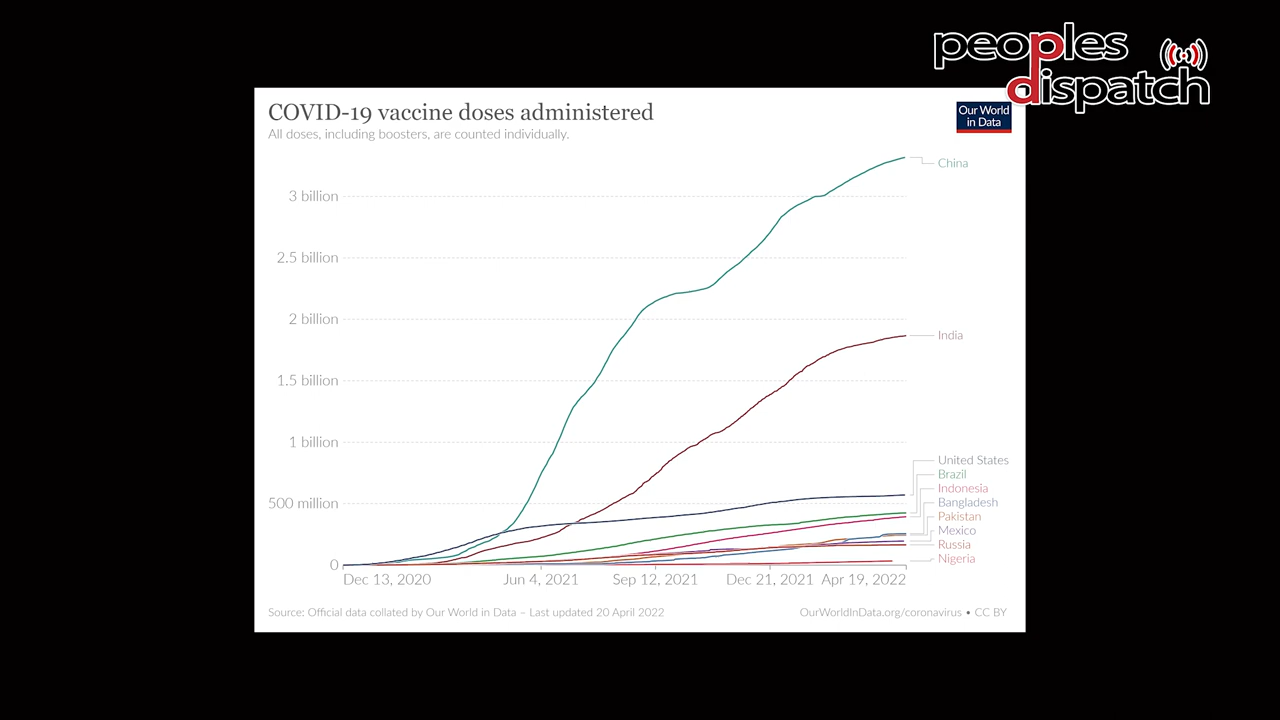 peoples
dispatch
COVID-19 vaccine doses administered
All doses, including boosters, are counted individually.
Our World
in Data
China
3 billion
2.5 billion
2 billion
India
1.5 billion
1 billion
United States
Brazil
Indonesia
500 million
Bangladesh
Pakistan
Mexico
Russia
Nigeria
0
Dec 13, 2020 Jun 4, 2021 Sep 12, 2021 Dec 21, 2021 Apr 19, 2022
Source: Official data collated by Our World in Data – Last updated 20 April 2022 OurWorldInData.org/coronavirus • CC BY